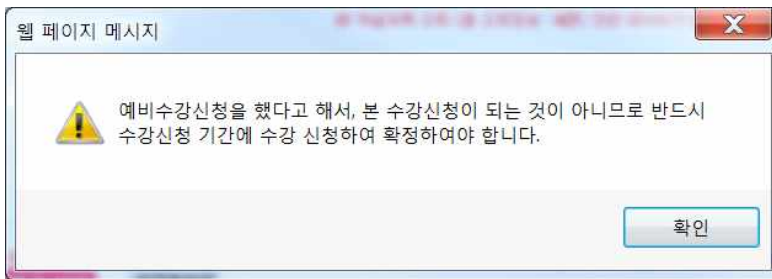 웹 페이지 메시지
예비수강신청을 했다고 해서, 본 수강신청이 되는 것이 아니므로 반드시
수강신청 기간에 수강 신청하여 확정하여야 합니다.
확인